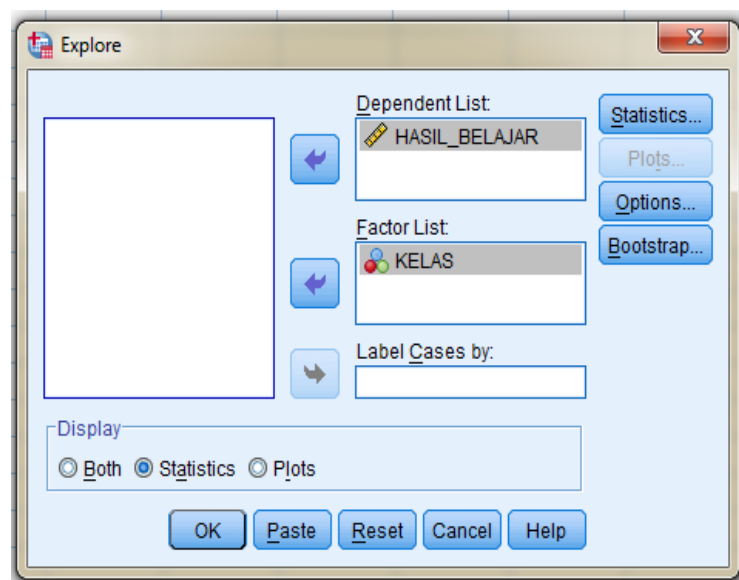 Explore
Dependent List:
HASIL_BELAJAR
Factor List:
KELAS
Label Cases by:
Statistics...
Plots...
Options...
Bootstrap...
Display
Both Statistics Plots
OK Paste Reset Cancel Help